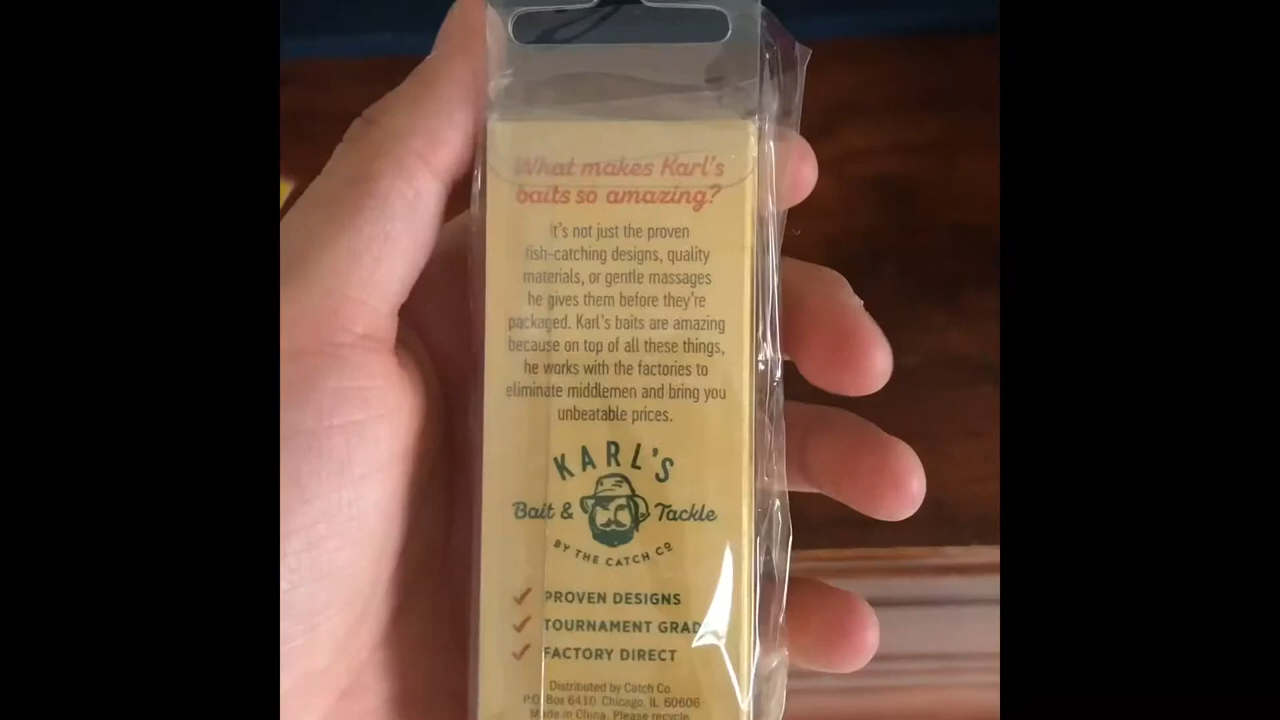 What makes Karl's
baits so amazing?
It's not just the proven
fish-catching designs, quality
materials, or gentle massages
he gives them before they're
packaged. Karl's baits are amazing
because on top of all these things,
he works with the factories to
eliminate middlemen and bring you
unbeatable prices.
KARL'S
Bait & Tackle
BY THE CATCH CO
PROVEN DESIGNS
TOURNAMENT GRAD
FACTORY DIRECT
Distributed by Catch Co.
P.O. Box 6410 Chicago, IL 60606
Made in China. Please recycle.